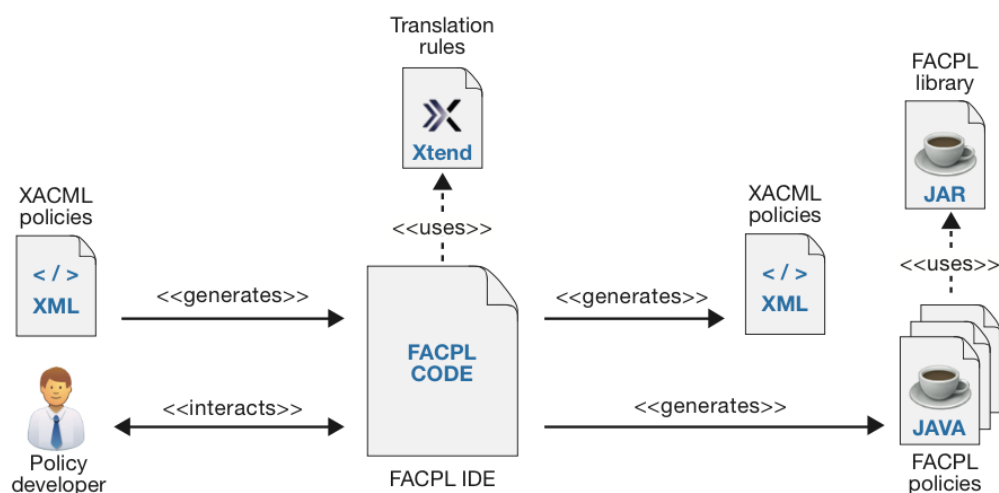 Translation
rules
Xtend
<<uses>>
FACPL
library
JAR
<<uses>>
XACML
policies
</>
XML
<<generates>>
FACPL
CODE
<<generates>>
XACML
policies
</>
XML
Policy
developer
<<interacts>>
FACPL IDE
<<generates>>
JAVA
FACPL
policies